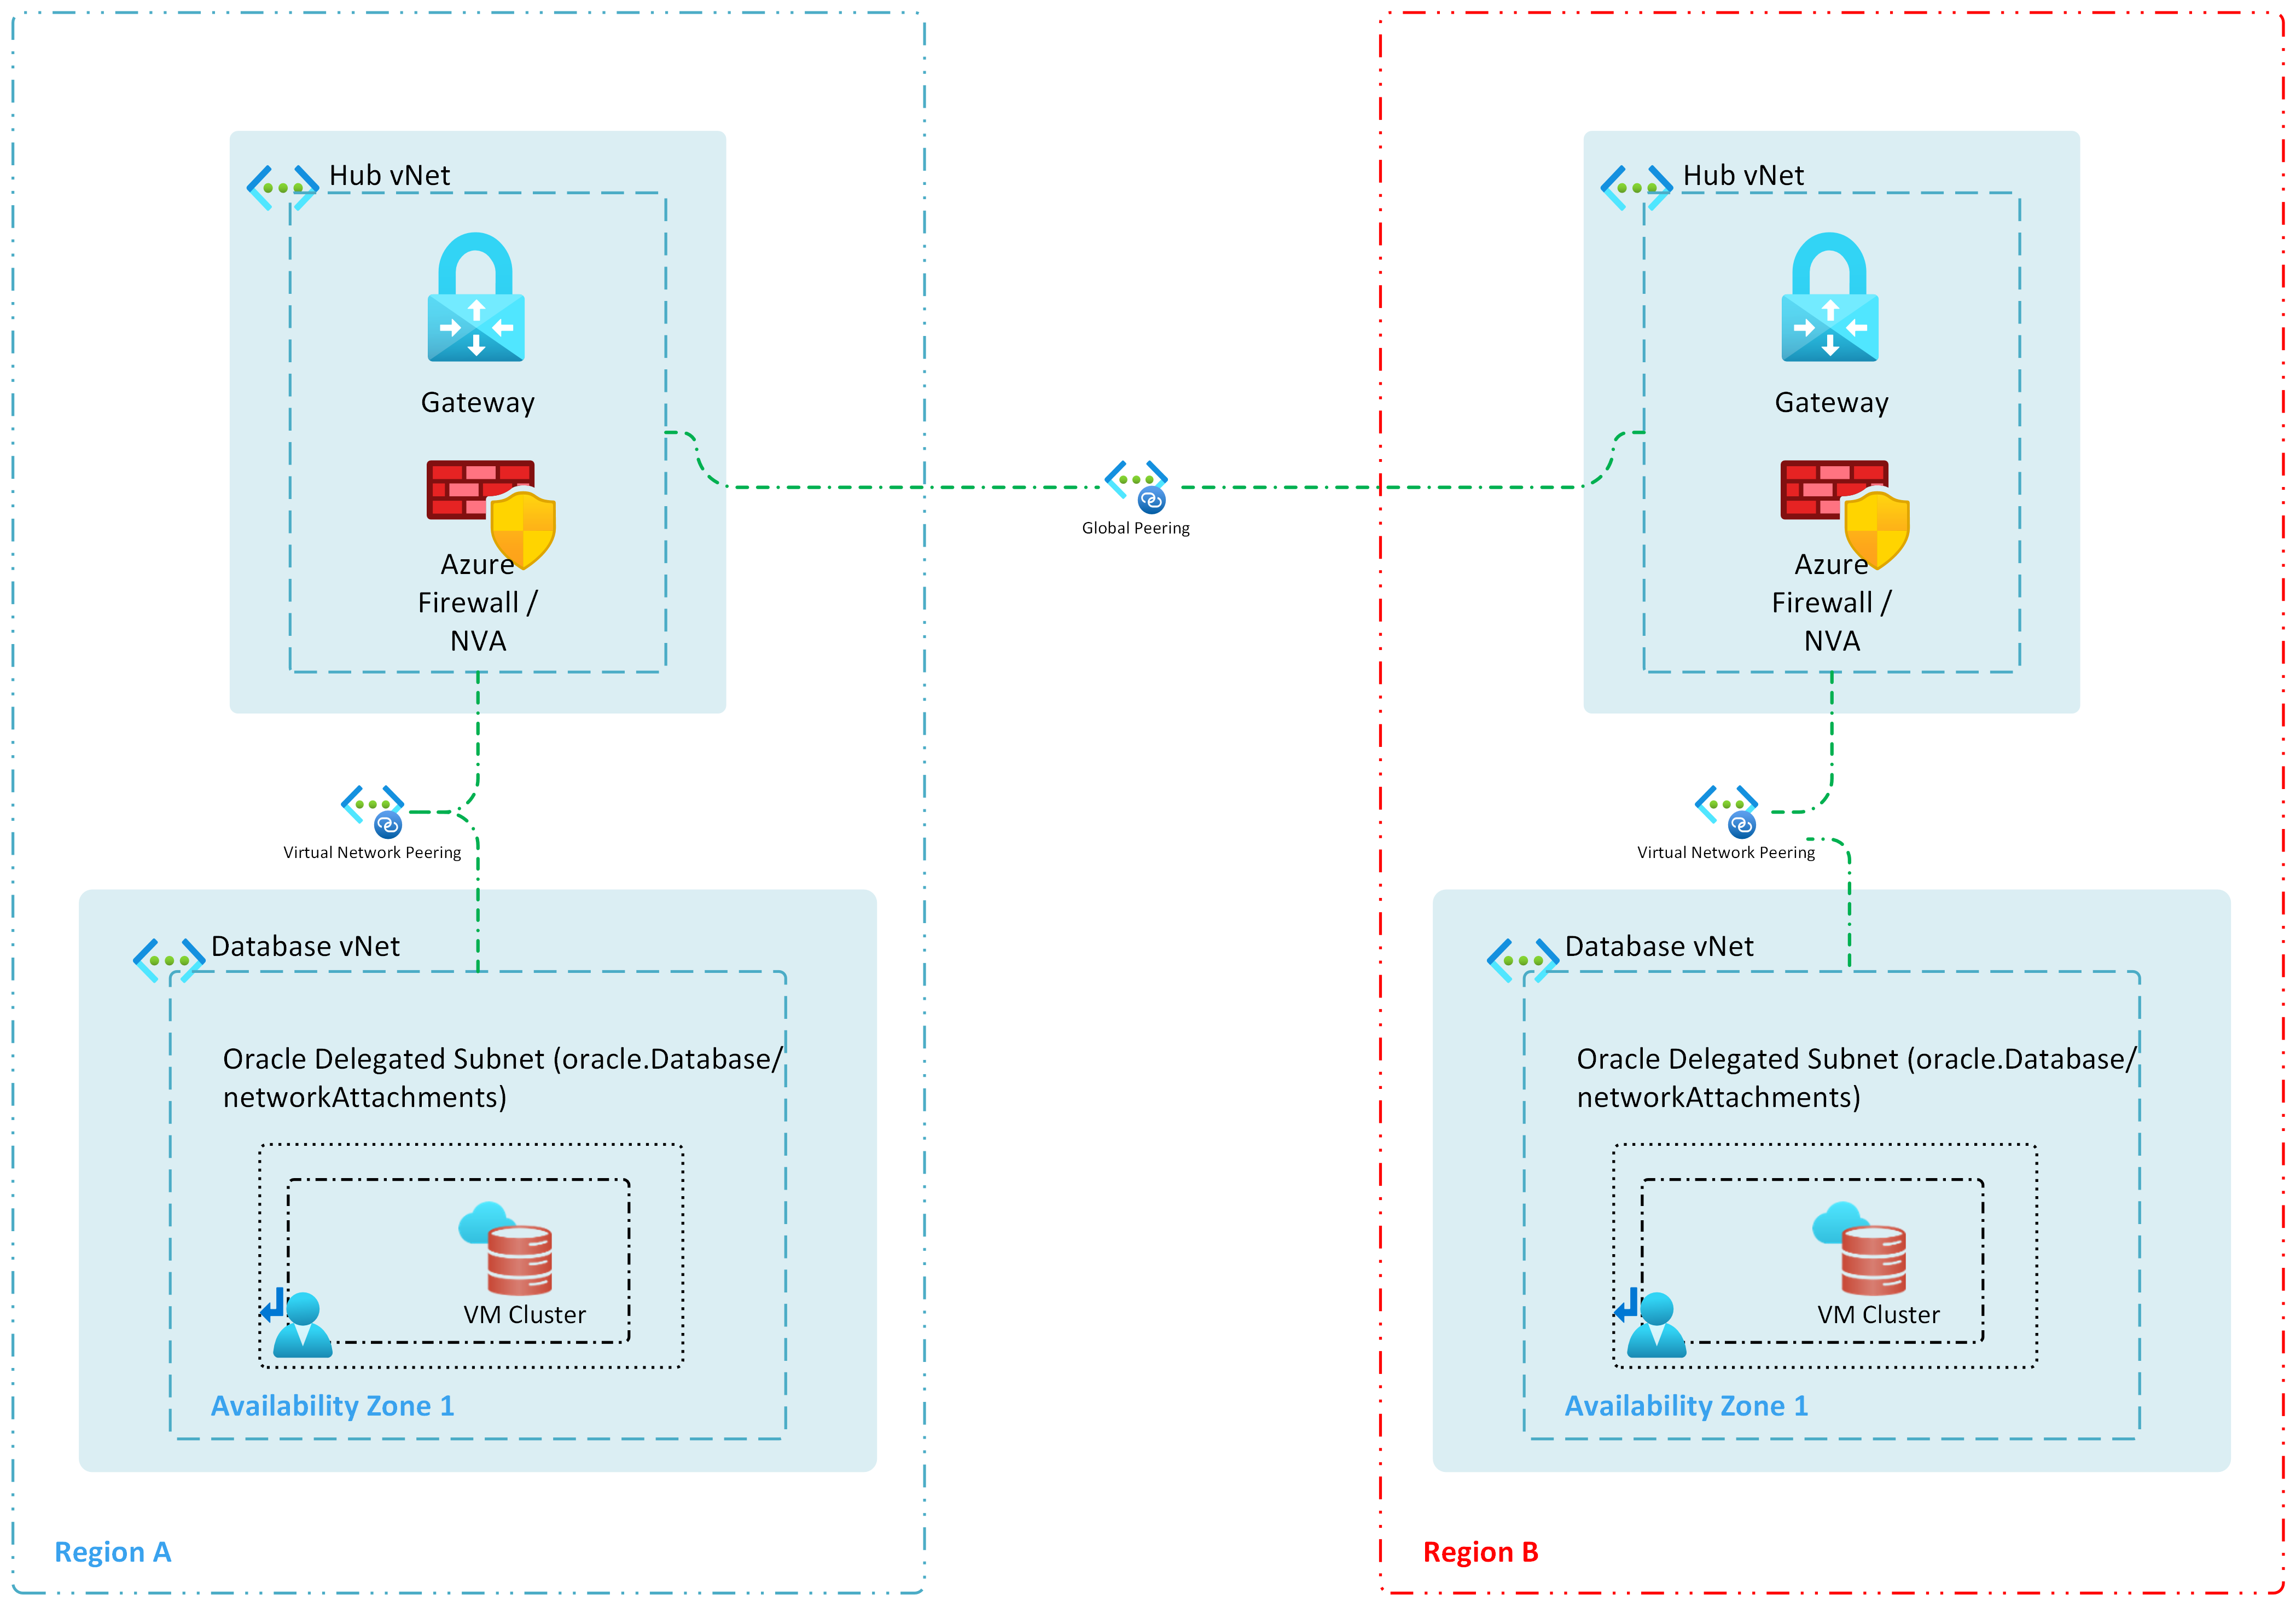 Hub vNet
Gateway
Azure
Firewall /
NVA
Virtual Network Peering
Database vNet
Oracle Delegated Subnet (oracle.Database/
networkAttachments)
VM Cluster
Availability Zone 1
Region A
Global Peering
Hub vNet
Gateway
Azure
Firewall /
NVA
Virtual Network Peering
Database vNet
Oracle Delegated Subnet (oracle.Database/
networkAttachments)
VM Cluster
Availability Zone 1
Region B